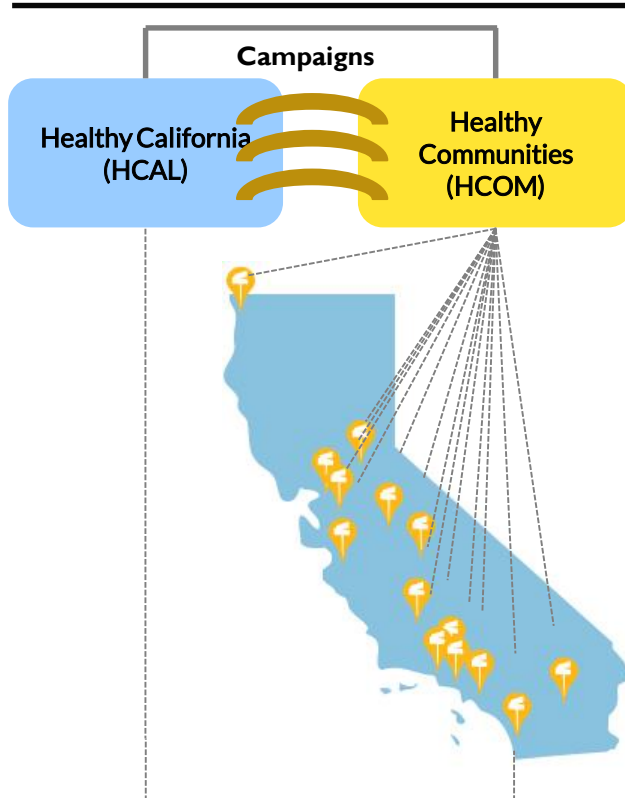 Campaigns
Healthy California
(HCAL)
Healthy
Communities
(HCOM)